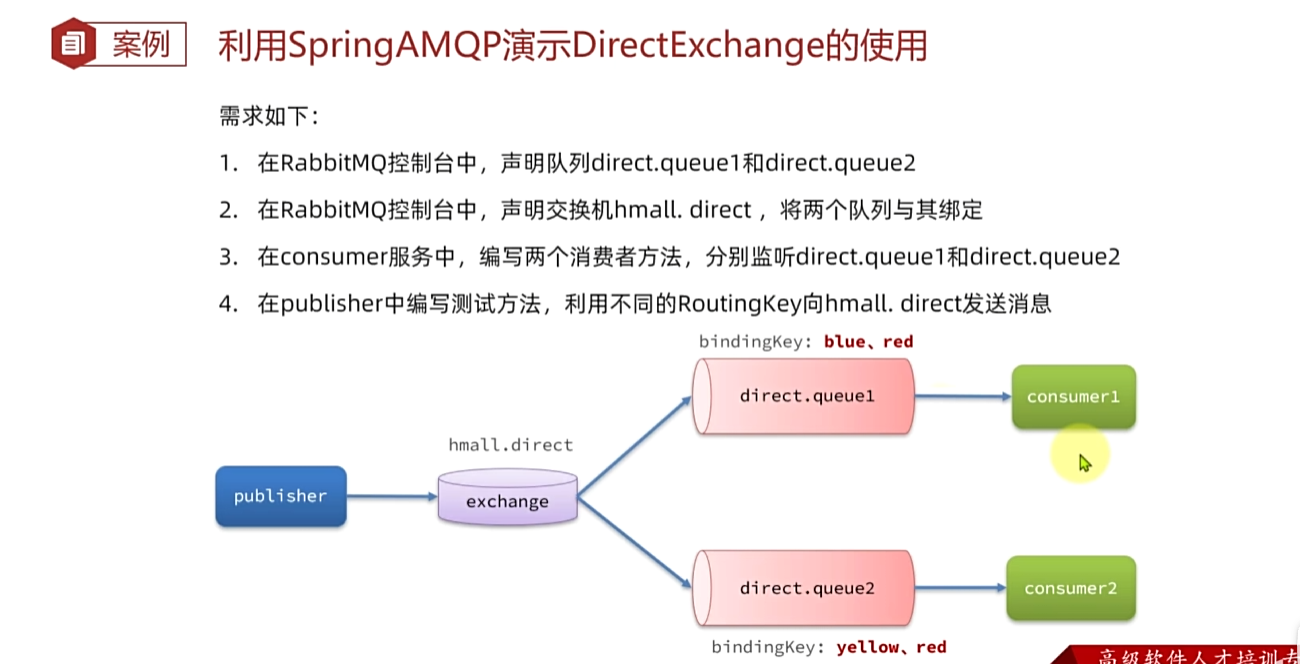 案例
利用SpringAMQP演示DirectExchange的使用
需求如下：
1. 在RabbitMQ控制台中，声明队列direct.queue1和direct.queue2
2. 在RabbitMQ控制台中，声明交换机hmall. direct ，将两个队列与其绑定
3. 在consumer服务中，编写两个消费者方法，分别监听direct.queue1和direct.queue2
4. 在publisher中编写测试方法，利用不同的RoutingKey向hmall. direct发送消息
bindingKey: blue、red
direct.queue1
consumer1
hmall.direct
publisher
exchange
direct.queue2
consumer2
bindingKey: yellow、red
高级软件人才培训专